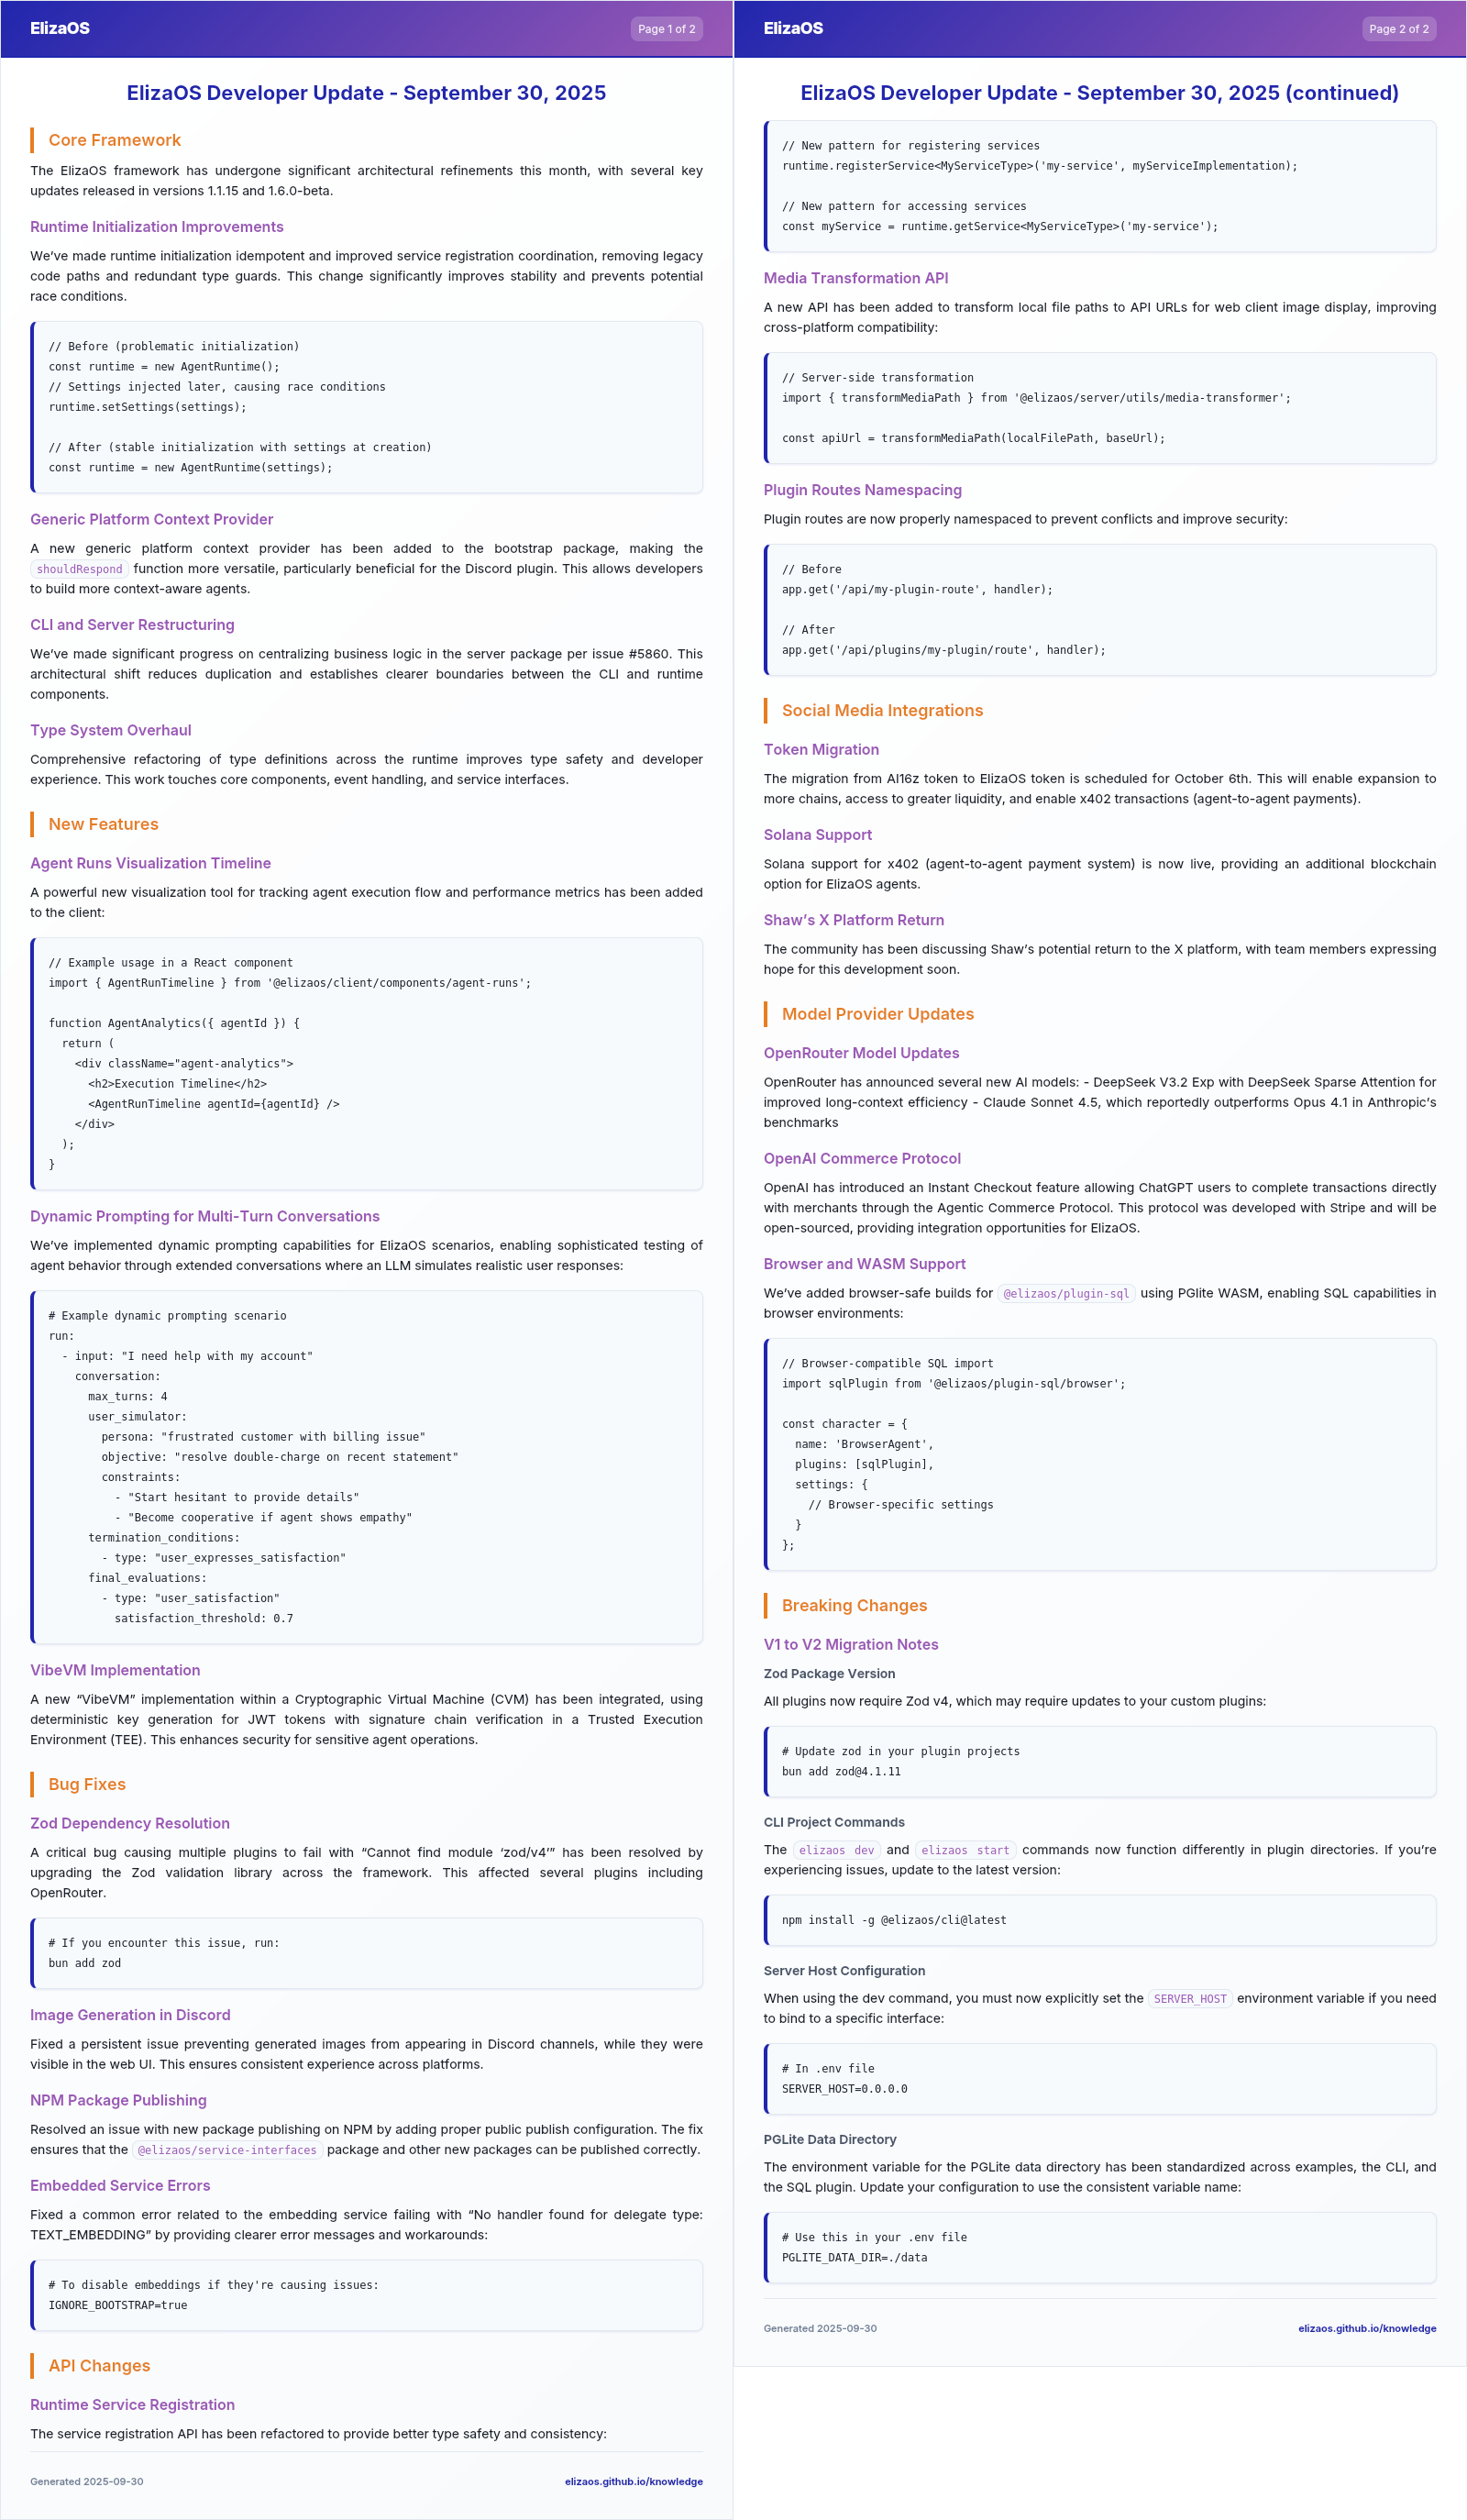 ElizaOS
Page 1 of 2
ElizaOS Developer Update - September 30, 2025
Core Framework
The ElizaOS framework has undergone significant architectural refinements this month, with several key
updates released in versions 1.1.15 and 1.6.0-beta.
Runtime Initialization Improvements
We’ve made runtime initialization idempotent and improved service registration coordination, removing legacy
code paths and redundant type guards. This change significantly improves stability and prevents potential
race conditions.
// Before (problematic initialization)
const runtime = new AgentRuntime();
// Settings injected later, causing race conditions
runtime.setSettings(settings);
// After (stable initialization with settings at creation)
const runtime = new AgentRuntime(settings);
Generic Platform Context Provider
A new generic platform context provider has been added to the bootstrap package, making the
shouldRespond function more versatile, particularly beneficial for the Discord plugin. This allows developers
to build more context-aware agents.
CLI and Server Restructuring
We’ve made significant progress on centralizing business logic in the server package per issue #5860. This
architectural shift reduces duplication and establishes clearer boundaries between the CLI and runtime
components.
Type System Overhaul
Comprehensive refactoring of type definitions across the runtime improves type safety and developer
experience. This work touches core components, event handling, and service interfaces.
New Features
Agent Runs Visualization Timeline
A powerful new visualization tool for tracking agent execution flow and performance metrics has been added
to the client:
// Example usage in a React component
import { AgentRunTimeline } from '@elizaos/client/components/agent-runs';
function AgentAnalytics({ agentId }) {
  return (
    <div className="agent-analytics">
      <h2>Execution Timeline</h2>
      <AgentRunTimeline agentId={agentId} />
    </div>
  );
}
Dynamic Prompting for Multi-Turn Conversations
We’ve implemented dynamic prompting capabilities for ElizaOS scenarios, enabling sophisticated testing of
agent behavior through extended conversations where an LLM simulates realistic user responses:
# Example dynamic prompting scenario
run:
  - input: "I need help with my account"
    conversation:
      max_turns: 4
      user_simulator:
        persona: "frustrated customer with billing issue"
        objective: "resolve double-charge on recent statement"
        constraints:
          - "Start hesitant to provide details"
          - "Become cooperative if agent shows empathy"
      termination_conditions:
        - type: "user_expresses_satisfaction"
      final_evaluations:
        - type: "user_satisfaction"
          satisfaction_threshold: 0.7
VibeVM Implementation
A new “VibeVM” implementation within a Cryptographic Virtual Machine (CVM) has been integrated, using
deterministic key generation for JWT tokens with signature chain verification in a Trusted Execution
Environment (TEE). This enhances security for sensitive agent operations.
Bug Fixes
Zod Dependency Resolution
A critical bug causing multiple plugins to fail with “Cannot find module ‘zod/v4’” has been resolved by
upgrading the Zod validation library across the framework. This affected several plugins including
OpenRouter.
# If you encounter this issue, run:
bun add zod
Image Generation in Discord
Fixed a persistent issue preventing generated images from appearing in Discord channels, while they were
visible in the web UI. This ensures consistent experience across platforms.
NPM Package Publishing
Resolved an issue with new package publishing on NPM by adding proper public publish configuration. The fix
ensures that the @elizaos/service-interfaces package and other new packages can be published correctly.
Embedded Service Errors
Fixed a common error related to the embedding service failing with “No handler found for delegate type:
TEXT_EMBEDDING” by providing clearer error messages and workarounds:
# To disable embeddings if they're causing issues:
IGNORE_BOOTSTRAP=true
API Changes
Runtime Service Registration
The service registration API has been refactored to provide better type safety and consistency:
Generated 2025-09-30
elizaos.github.io/knowledge
ElizaOS
Page 2 of 2
ElizaOS Developer Update - September 30, 2025 (continued)
// New pattern for registering services
runtime.registerService<MyServiceType>('my-service', myServiceImplementation);
// New pattern for accessing services
const myService = runtime.getService<MyServiceType>('my-service');
Media Transformation API
A new API has been added to transform local file paths to API URLs for web client image display, improving
cross-platform compatibility:
// Server-side transformation
import { transformMediaPath } from '@elizaos/server/utils/media-transformer';
const apiUrl = transformMediaPath(localFilePath, baseUrl);
Plugin Routes Namespacing
Plugin routes are now properly namespaced to prevent conflicts and improve security:
// Before
app.get('/api/my-plugin-route', handler);
// After
app.get('/api/plugins/my-plugin/route', handler);
Social Media Integrations
Token Migration
The migration from AI16z token to ElizaOS token is scheduled for October 6th. This will enable expansion to
more chains, access to greater liquidity, and enable x402 transactions (agent-to-agent payments).
Solana Support
Solana support for x402 (agent-to-agent payment system) is now live, providing an additional blockchain
option for ElizaOS agents.
Shaw’s X Platform Return
The community has been discussing Shaw’s potential return to the X platform, with team members expressing
hope for this development soon.
Model Provider Updates
OpenRouter Model Updates
OpenRouter has announced several new AI models: - DeepSeek V3.2 Exp with DeepSeek Sparse Attention for
improved long-context efficiency - Claude Sonnet 4.5, which reportedly outperforms Opus 4.1 in Anthropic’s
benchmarks
OpenAI Commerce Protocol
OpenAI has introduced an Instant Checkout feature allowing ChatGPT users to complete transactions directly
with merchants through the Agentic Commerce Protocol. This protocol was developed with Stripe and will be
open-sourced, providing integration opportunities for ElizaOS.
Browser and WASM Support
We’ve added browser-safe builds for @elizaos/plugin-sql using PGlite WASM, enabling SQL capabilities in
browser environments:
// Browser-compatible SQL import
import sqlPlugin from '@elizaos/plugin-sql/browser';
const character = {
  name: 'BrowserAgent',
  plugins: [sqlPlugin],
  settings: {
    // Browser-specific settings
  }
};
Breaking Changes
V1 to V2 Migration Notes
Zod Package Version
All plugins now require Zod v4, which may require updates to your custom plugins:
# Update zod in your plugin projects
bun add zod@4.1.11
CLI Project Commands
The elizaos dev and elizaos start commands now function differently in plugin directories. If you’re
experiencing issues, update to the latest version:
npm install -g @elizaos/cli@latest
Server Host Configuration
When using the dev command, you must now explicitly set the SERVER_HOST environment variable if you need
to bind to a specific interface:
# In .env file
SERVER_HOST=0.0.0.0
PGLite Data Directory
The environment variable for the PGLite data directory has been standardized across examples, the CLI, and
the SQL plugin. Update your configuration to use the consistent variable name:
# Use this in your .env file
PGLITE_DATA_DIR=./data
Generated 2025-09-30
elizaos.github.io/knowledge